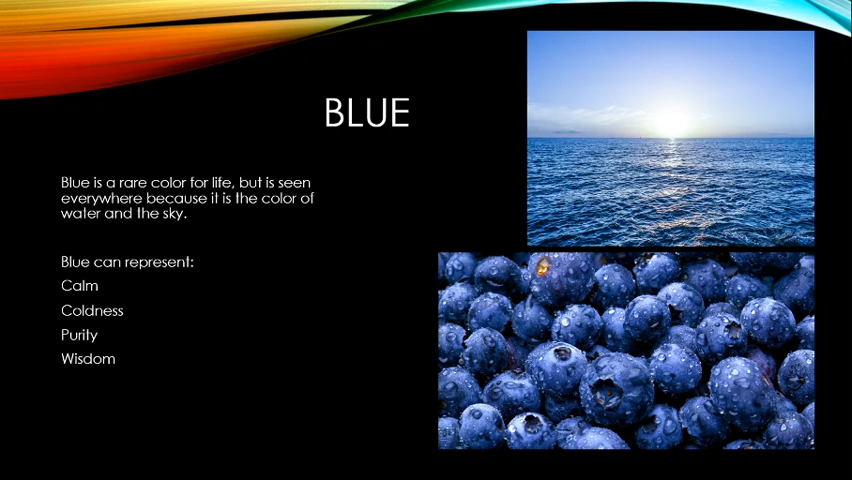 BLUE
Blue is a rare color for life, but is seen
everywhere because it is the color of
water and the sky.
Blue can represent:
Calm
Coldness
Purity
Wisdom